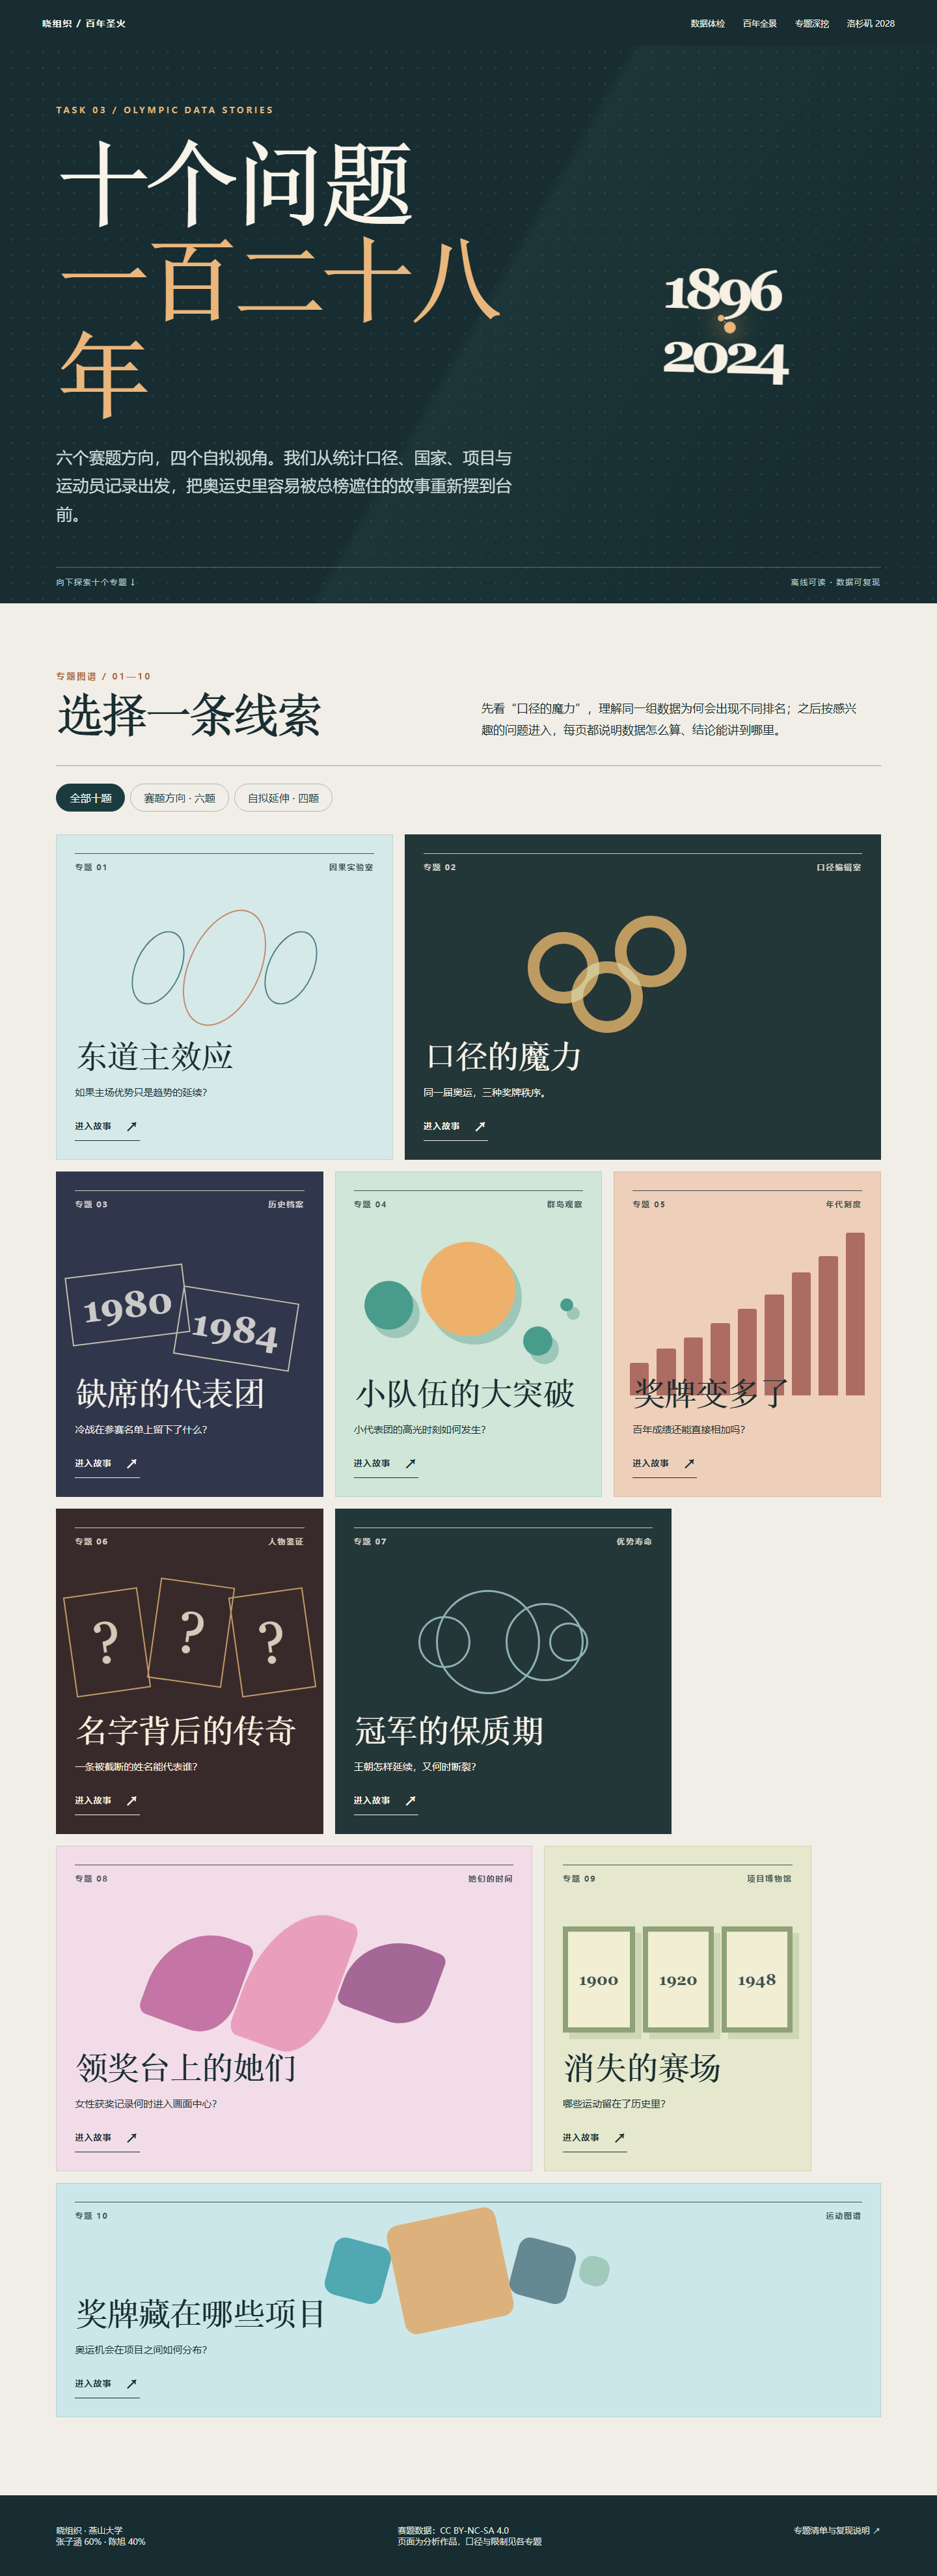 晓组织 / 百年圣火
数据体检 百年全景 专题深挖 洛杉矶 2028
TASK 03 / OLYMPIC DATA STORIES
十个问题
一百二十八
年
1896
2024
六个赛题方向，四个自拟视角。我们从统计口径、国家、项目与
运动员记录出发，把奥运史里容易被总榜遮住的故事重新摆到台
前。
向下探索十个专题 ↓
离线可读 · 数据可复现
专题图谱 / 01—10
选择一条线索
先看“口径的魔力”，理解同一组数据为何会出现不同排名；之后按感兴
趣的问题进入，每页都说明数据怎么算、结论能讲到哪里。
全部十题 赛题方向 · 六题 自拟延伸 · 四题
专题 01 因果实验室
东道主效应
如果主场优势只是趋势的延续？
进入故事 ↗
专题 02 口径编辑室
口径的魔力
同一届奥运，三种奖牌秩序。
进入故事 ↗
专题 03 历史档案
1980
1984
缺席的代表团
冷战在参赛名单上留下了什么？
进入故事 ↗
专题 04 群岛观察
小队伍的大突破
小代表团的高光时刻如何发生？
进入故事 ↗
专题 05 年代刻度
奖牌变多了
百年成绩还能直接相加吗？
进入故事 ↗
专题 06 人物鉴证
? ? ?
名字背后的传奇
一条被截断的姓名能代表谁？
进入故事 ↗
专题 07 优势寿命
冠军的保质期
王朝怎样延续，又何时断裂？
进入故事 ↗
专题 08 她们的时间
领奖台上的她们
女性获奖记录何时进入画面中心？
进入故事 ↗
专题 09 项目博物馆
1900 1920 1948
消失的赛场
哪些运动留在了历史里？
进入故事 ↗
专题 10 运动图谱
奖牌藏在哪些项目
奥运机会在项目之间如何分布？
进入故事 ↗
晓组织 · 燕山大学
张子涵 60% · 陈旭 40%
赛题数据：CC BY-NC-SA 4.0
页面为分析作品，口径与限制见各专题
专题清单与复现说明 ↗